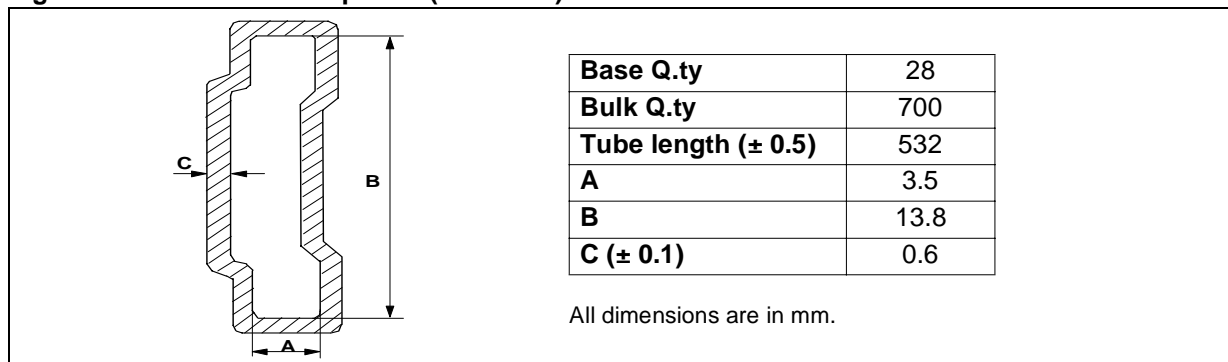 C
B
A
Base Q.ty 28
Bulk Q.ty 700
Tube length (± 0.5) 532
A 3.5
B 13.8
C (± 0.1) 0.6
All dimensions are in mm.